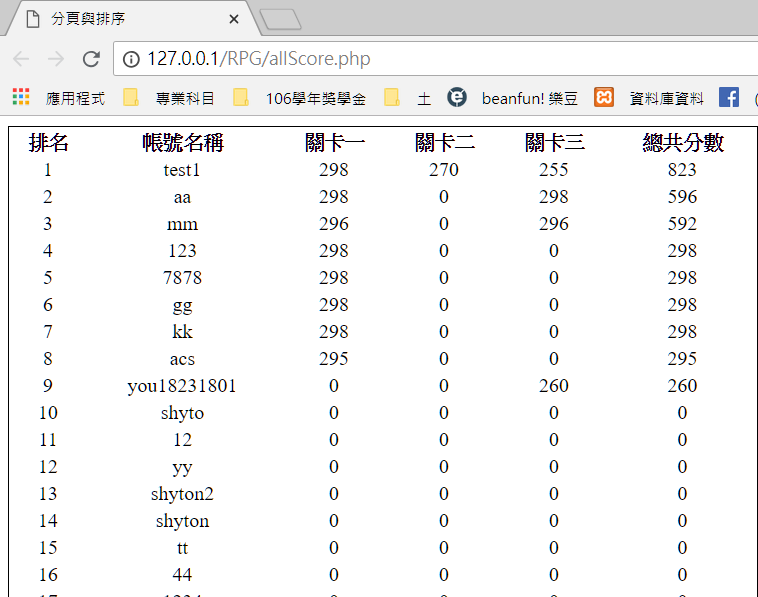 分頁與排序
127.0.0.1/RPG/allScore.php
應用程式 專業科目 106學年獎學金 土 beanfun! 樂豆 資料庫資料
排名 帳號名稱 關卡一 關卡二 關卡三 總共分數
1 test1 298 270 255 823
2 aa 298 0 298 596
3 mm 296 0 296 592
4 123 298 0 0 298
5 7878 298 0 0 298
6 gg 298 0 0 298
7 kk 298 0 0 298
8 acs 295 0 0 295
9 you18231801 0 0 260 260
10 shyto 0 0 0 0
11 12 0 0 0 0
12 yy 0 0 0 0
13 shyton2 0 0 0 0
14 shyton 0 0 0 0
15 tt 0 0 0 0
16 44 0 0 0 0